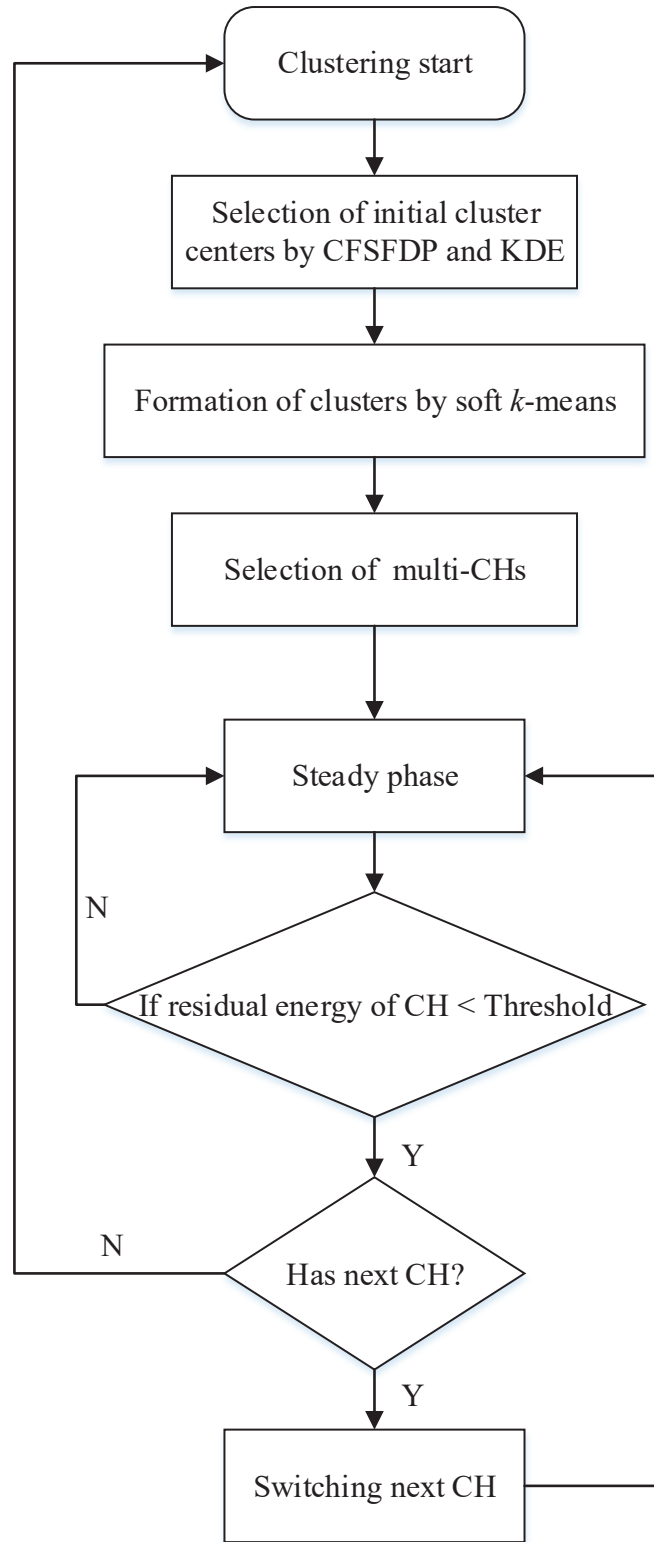 Clustering start
Selection of initial cluster
centers by CFSFDP and KDE
Formation of clusters by soft k-means
Selection of  multi-CHs
Steady phase
N
If residual energy of CH < Threshold
Y
N
Has next CH?
Y
Switching next CH